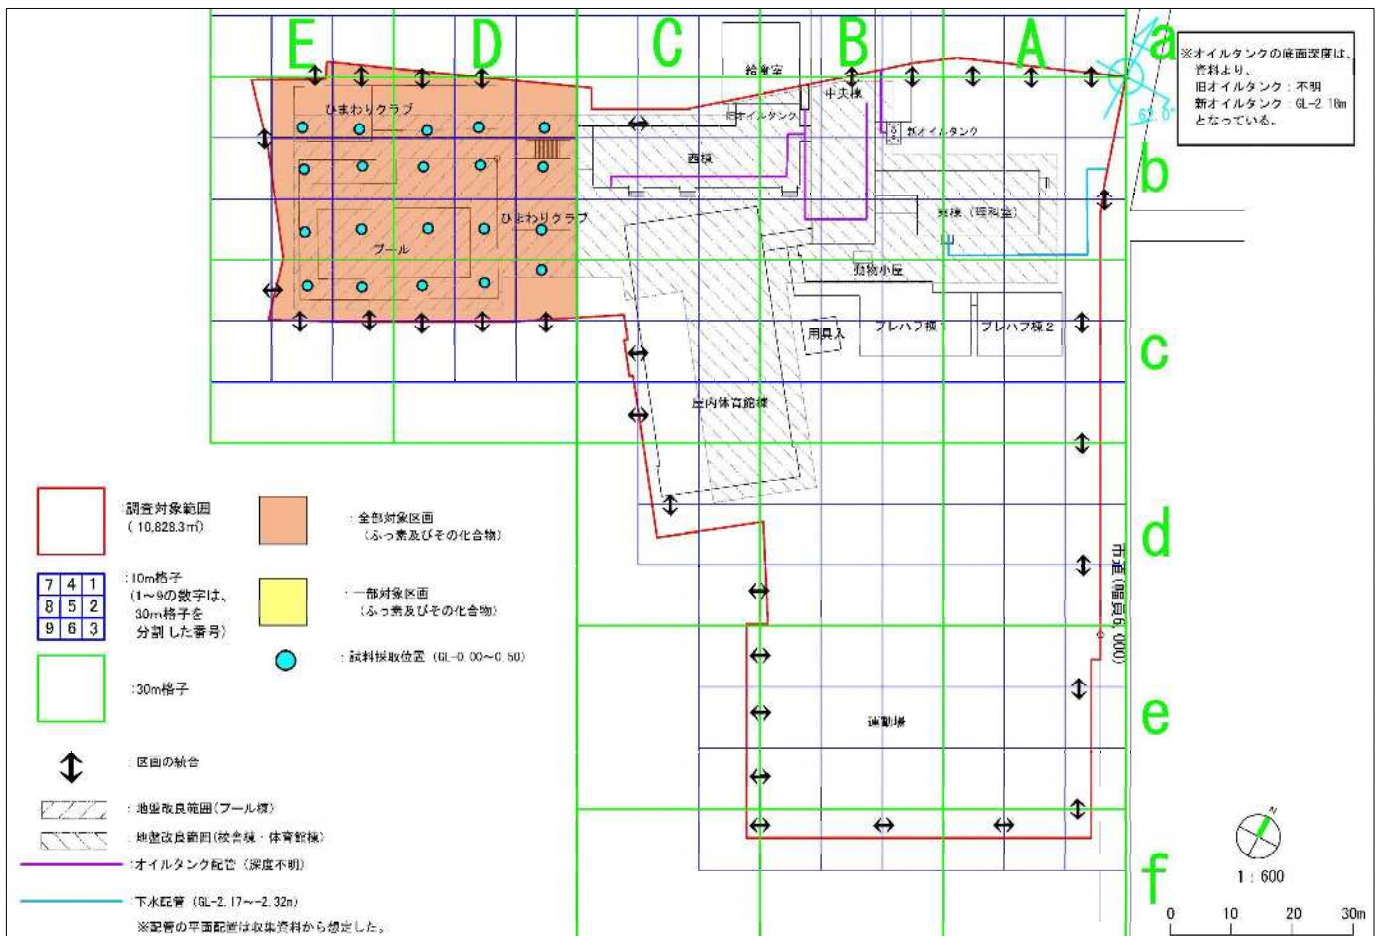 E
D
C
B
A
a
b
c
d
e
f
※オイルタンクの底面深度は、
資料より、
旧オイルタンク：不明
新オイルタンク：GL-2.18m
となっている。
給食室
中央棟
ひまわりクラブ
旧オイルタンク
新オイルタンク
西棟
ひまわりクラブ
東棟（理科室）
プール
動物小屋
用具入
プレハブ棟1
プレハブ棟2
屋内体育館棟
市道(幅員6.000)
運動場
:調査対象範囲
( 10,828.3㎡)
:全部対象区画
(ふっ素及びその化合物)
7 4 1
8 5 2
9 6 3
:10m格子
(1～9の数字は、
30m格子を
分割した番号)
:一部対象区画
(ふっ素及びその化合物)
:試料採取位置 (GL-0.00～0.50)
:30m格子
:区画の統合
:地盤改良範囲(プール棟)
:地盤改良範囲(校舎棟・体育館棟)
:オイルタンク配管 (深度不明)
:下水配管 (GL-2.17～-2.32m)
※配管の平面配置は収集資料から想定した。
N
1 : 600
0 10 20 30m